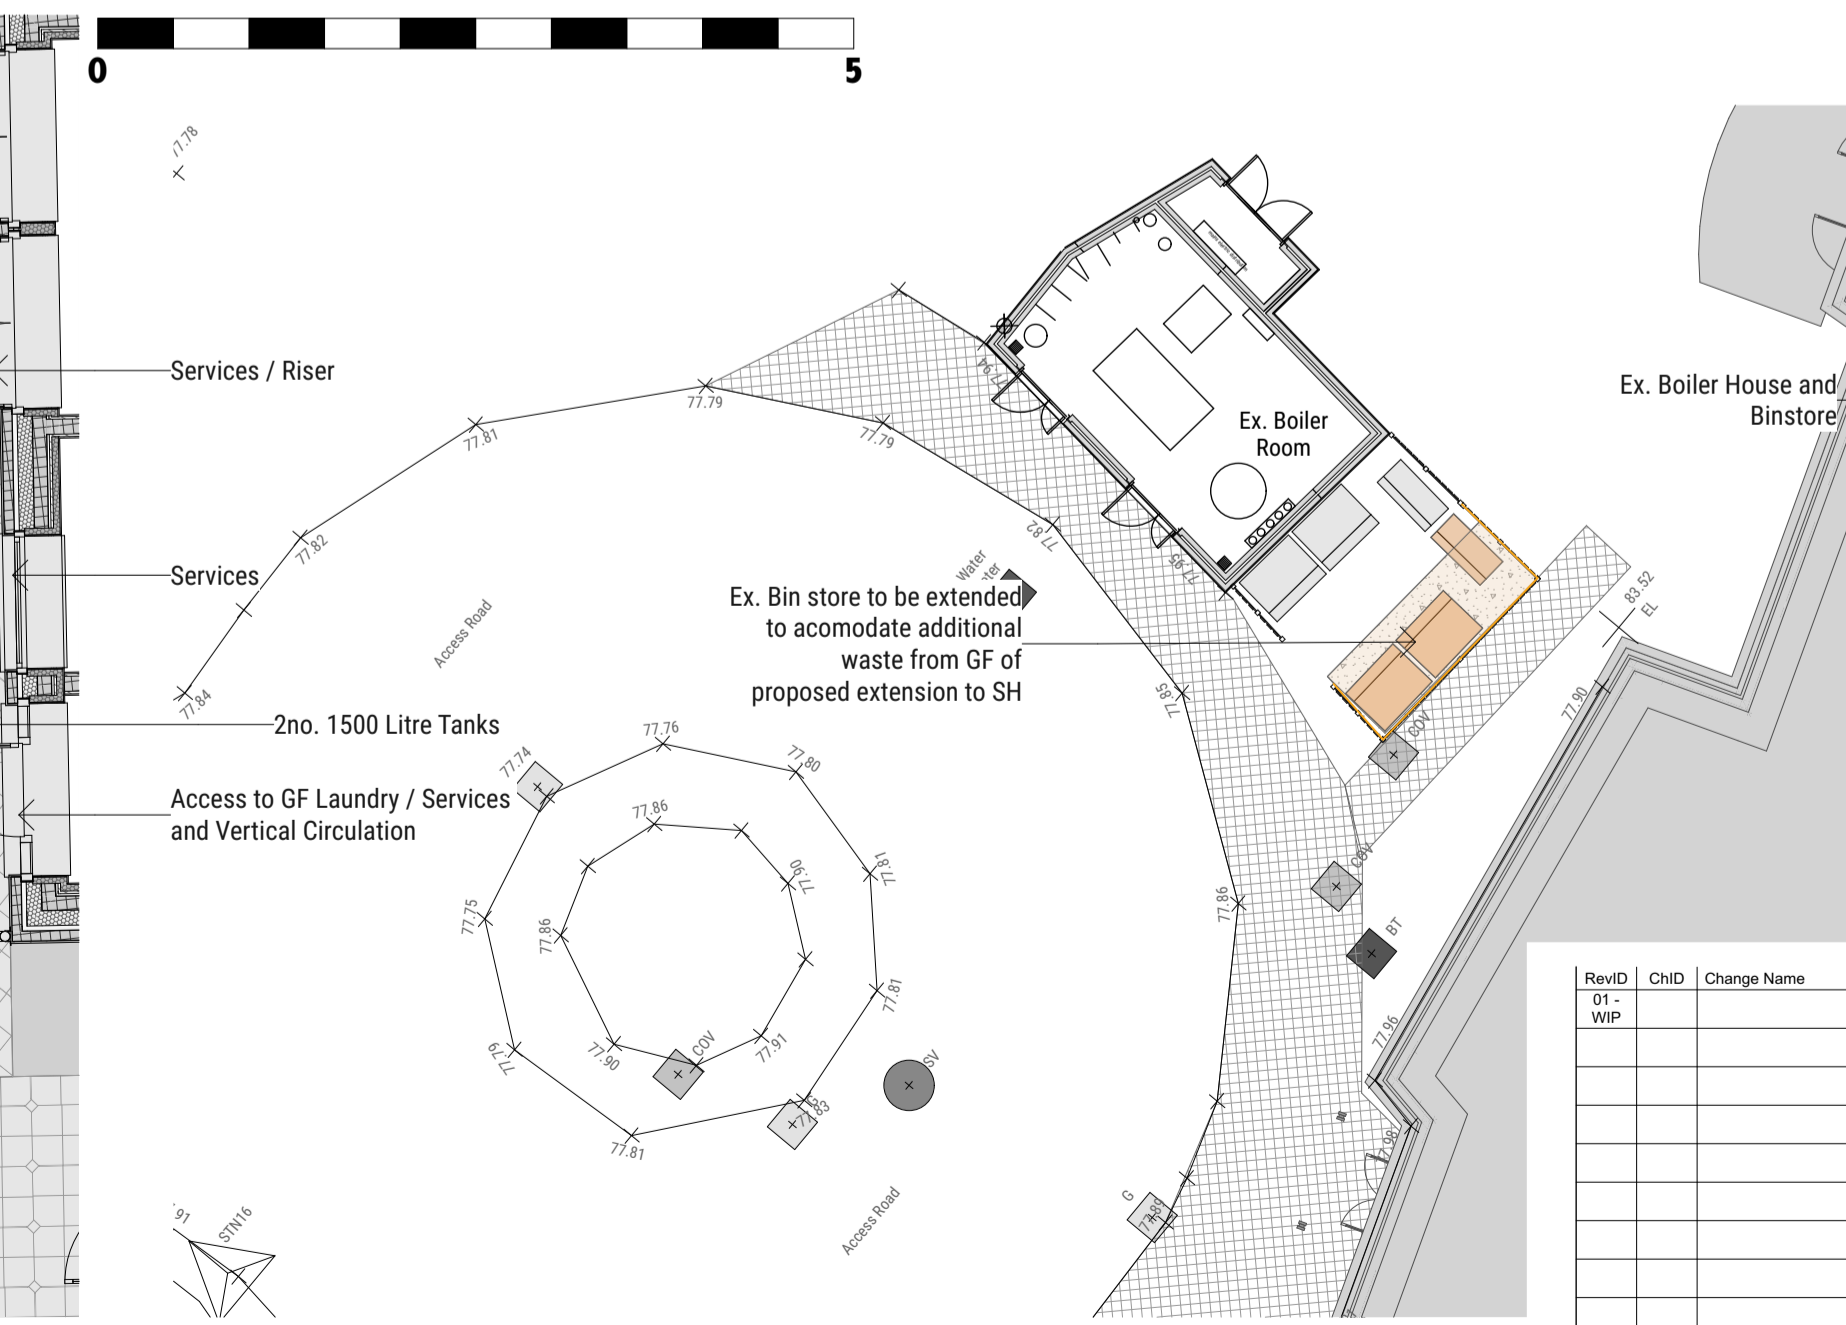 0
5
77.79
77.79
77.81
77.82
77.84
77.94
77.82
77.95
77.85
77.86
Services / Riser
Services
2no. 1500 Litre Tanks
Access to GF Laundry / Services
and Vertical Circulation
Ex. Boiler
Room
Ex. Boiler House and
Binstore
Water
Access Road
Ex. Bin store to be extended
to acomodate additional
waste from GF of
proposed extension to SH
83.52
EL
77.90
COV
COV
BT
77.96
77.74
77.76
77.80
77.86
77.90
77.81
77.75
77.86
77.81
77.79
77.90
COV
77.91
77.83
77.81
SV
G
77.89
Access Road
STN16
RevID ChID Change Name
01 -
WIP